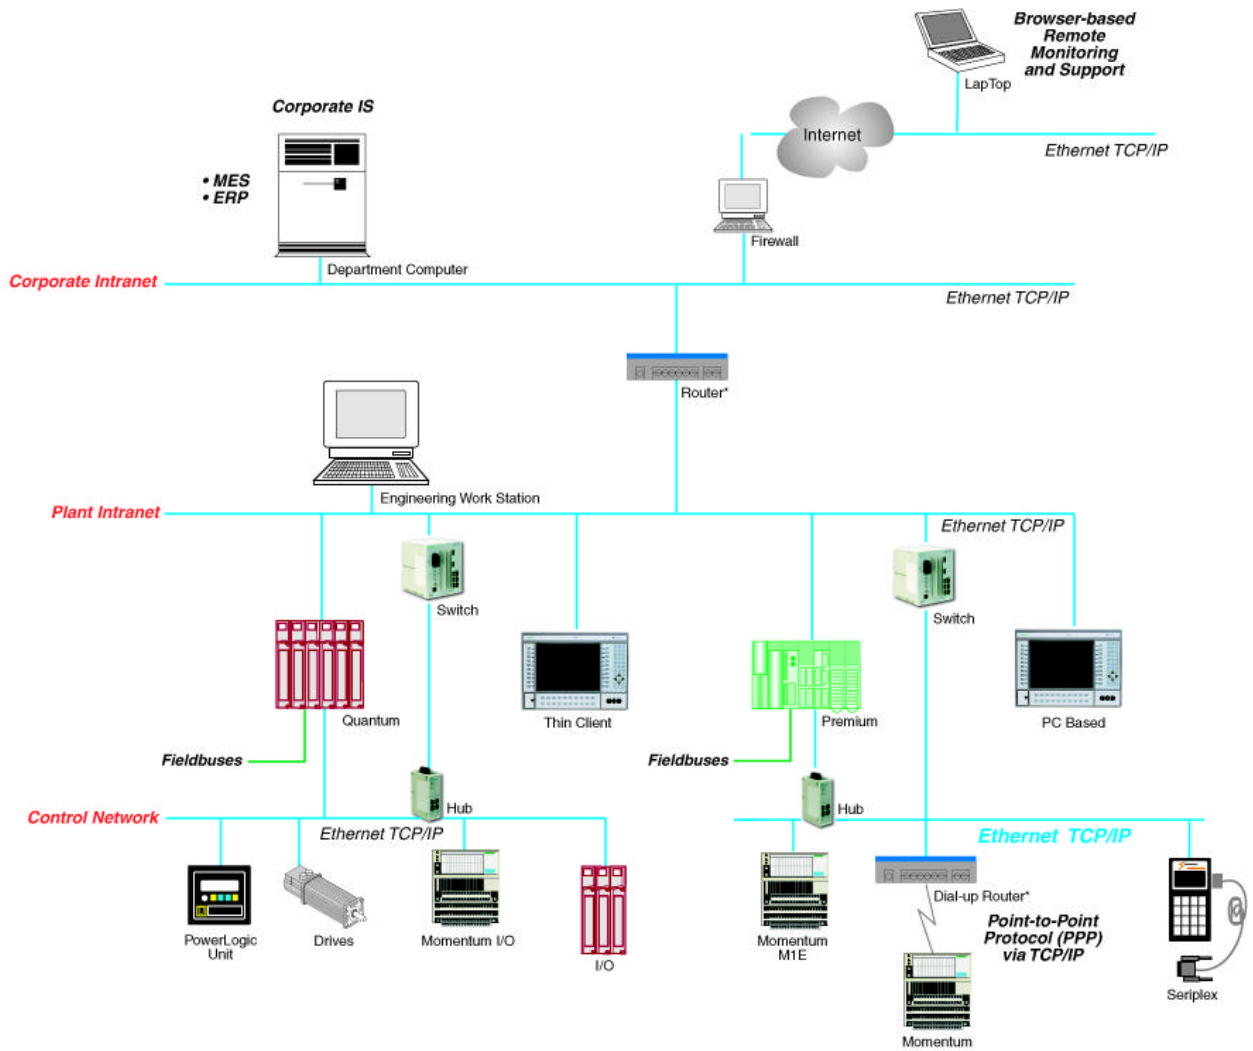 Browser-based
Remote
Monitoring
and Support
LapTop
Corporate IS
Internet
Ethernet TCP/IP
• MES
• ERP
Firewall
Department Computer
Corporate Intranet
Ethernet TCP/IP
Router*
Engineering Work Station
Plant Intranet
Ethernet TCP/IP
Switch
Switch
Quantum
Thin Client
Premium
PC Based
Fieldbuses
Fieldbuses
Hub
Hub
Control Network
Ethernet TCP/IP
Ethernet TCP/IP
Dial-up Router*
PowerLogic
Unit
Drives
Momentum I/O
I/O
Momentum
M1E
Point-to-Point
Protocol (PPP)
via TCP/IP
Seriplex
Momentum